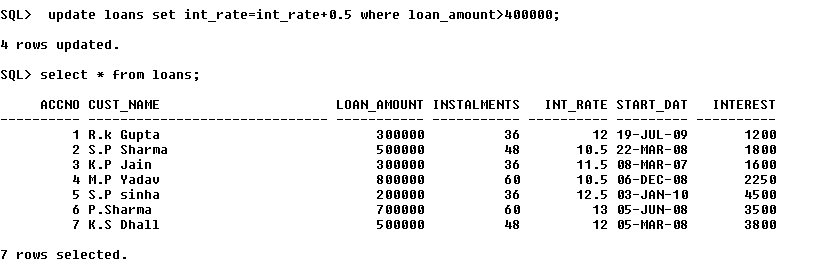 SQL>  update loans set int_rate=int_rate+0.5 where loan_amount>400000;
4 rows updated.
SQL> select * from loans;
     ACCNO CUST_NAME                      LOAN_AMOUNT INSTALMENTS   INT_RATE START_DAT   INTEREST
---------- ------------------------------ ----------- ----------- ---------- --------- ----------
         1 R.k Gupta                           300000          36         12 19-JUL-09       1200
         2 S.P Sharma                          500000          48       10.5 22-MAR-08       1800
         3 K.P Jain                            300000          36       11.5 08-MAR-07       1600
         4 M.P Yadav                           800000          60       10.5 06-DEC-08       2250
         5 S.P sinha                           200000          36       12.5 03-JAN-10       4500
         6 P.Sharma                            700000          60         13 05-JUN-08       3500
         7 K.S Dhall                           500000          48         12 05-MAR-08       3800
7 rows selected.